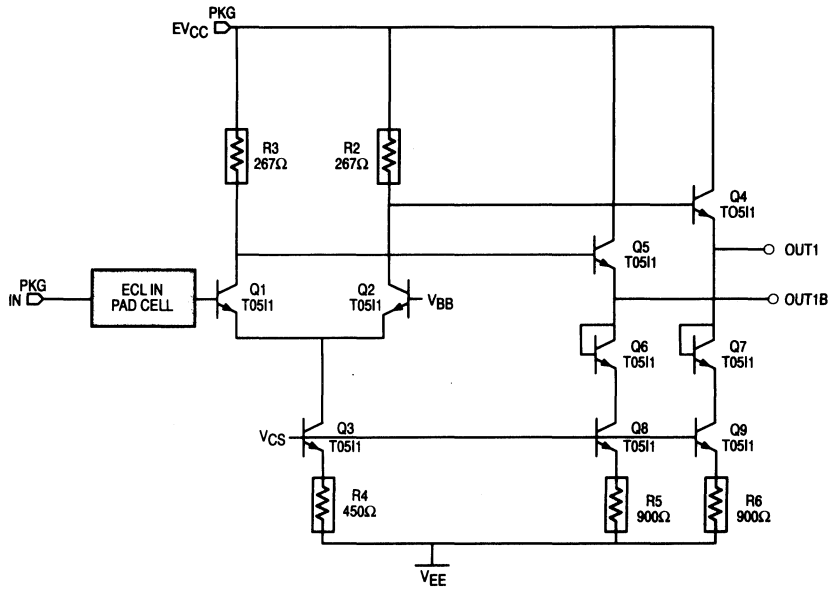 PKG
EVCC
R3
267Ω
R2
267Ω
Q4
TO5I1
Q5
T05I1
OUT1
PKG
IN
ECL IN
PAD CELL
Q1
T05I1
Q2
T05I1
VBB
OUT1B
Q6
T05I1
Q7
T05I1
VCS
Q3
T05I1
Q8
T05I1
Q9
T05I1
R4
450Ω
R5
900Ω
R6
900Ω
VEE